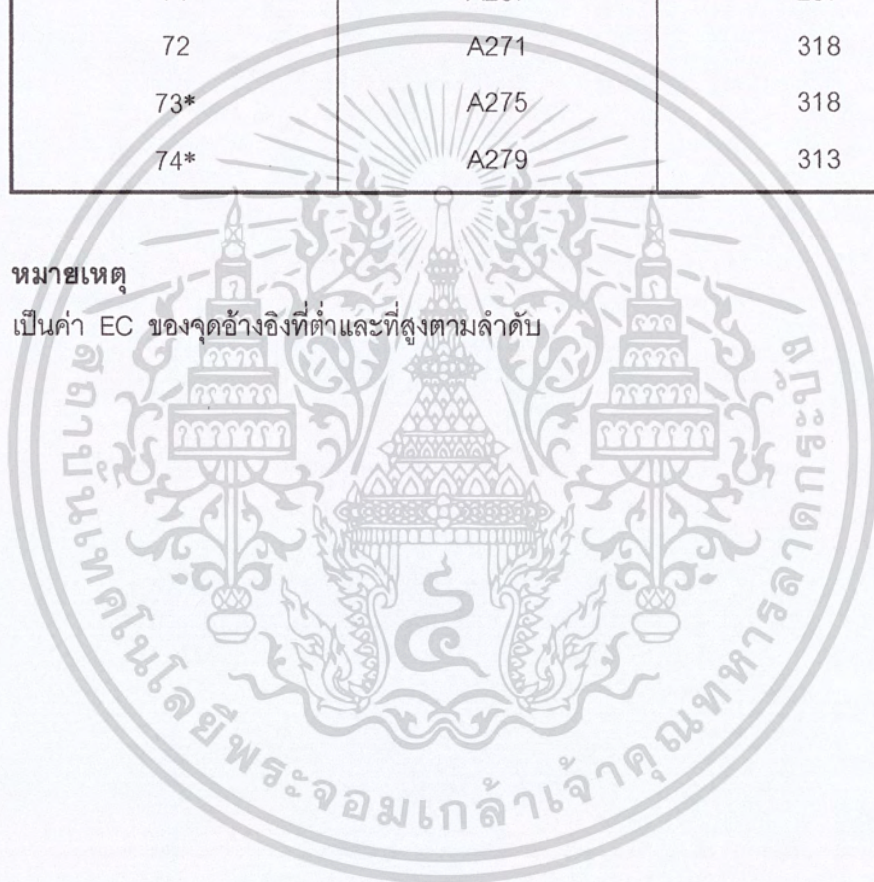 72 A271 318
73* A275 318
74* A279 313
หมายเหตุ
เป็นค่า EC ของจุดอ้างอิงที่ต่ำและที่สูงตามลำดับ
สถาบันเทคโนโลยีพระจอมเกล้าเจ้าคุณทหารลาดกระบัง